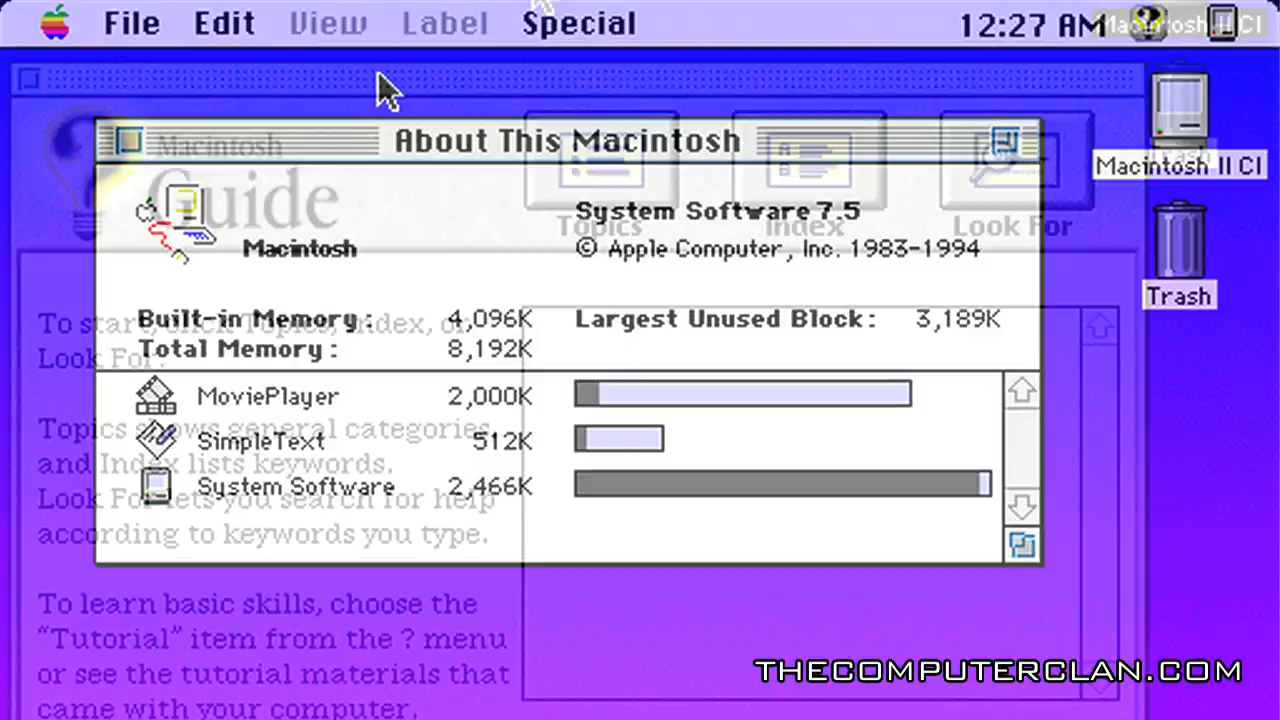 File Edit View Label Special 12:27 AM
Macintosh II CI
About This Macintosh
Macintosh
Guide
Topics
Index
Look For
Macintosh II CI
Trash
System Software 7.5
Macintosh
© Apple Computer, Inc. 1983-1994
Trash
Built-in Memory: 4,096K Largest Unused Block: 3,189K
Total Memory: 8,192K
MoviePlayer 2,000K
SimpleText 512K
System Software 2,466K
To start, click Topics, Index, or
Look For.
Topics shows general categories
and Index lists keywords.
Look For lets you search for help
according to keywords you type.
To learn basic skills, choose the
“Tutorial” item from the ? menu
or see the tutorial materials that
came with your computer.
THECOMPUTERCLAN.COM